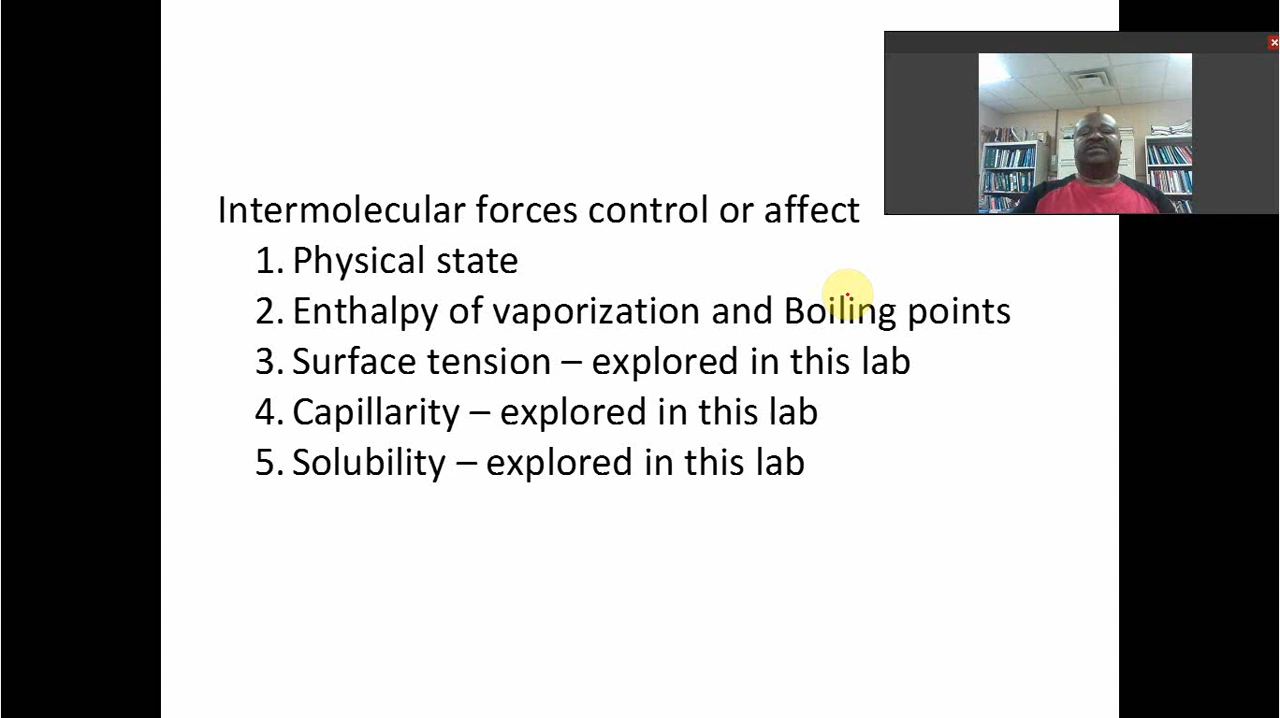 Intermolecular forces control or affect
1. Physical state
2. Enthalpy of vaporization and Boiling points
3. Surface tension – explored in this lab
4. Capillarity – explored in this lab
5. Solubility – explored in this lab